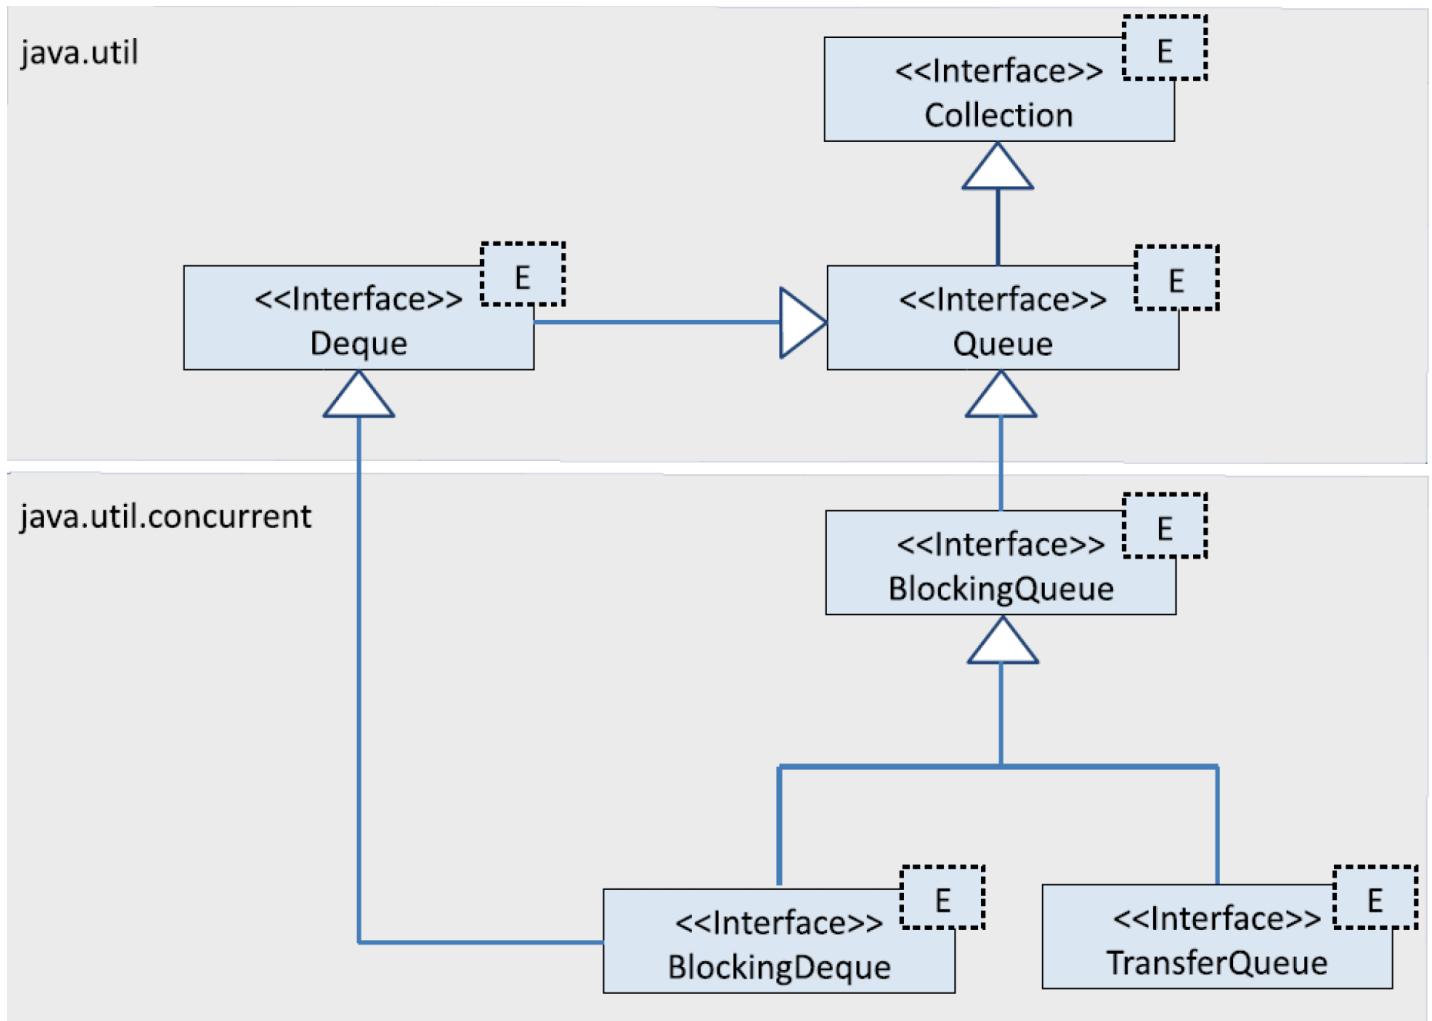 java.util
E
<<Interface>>
Collection
E
<<Interface>>
Deque
E
<<Interface>>
Queue
java.util.concurrent
E
<<Interface>>
BlockingQueue
E
<<Interface>>
BlockingDeque
E
<<Interface>>
TransferQueue